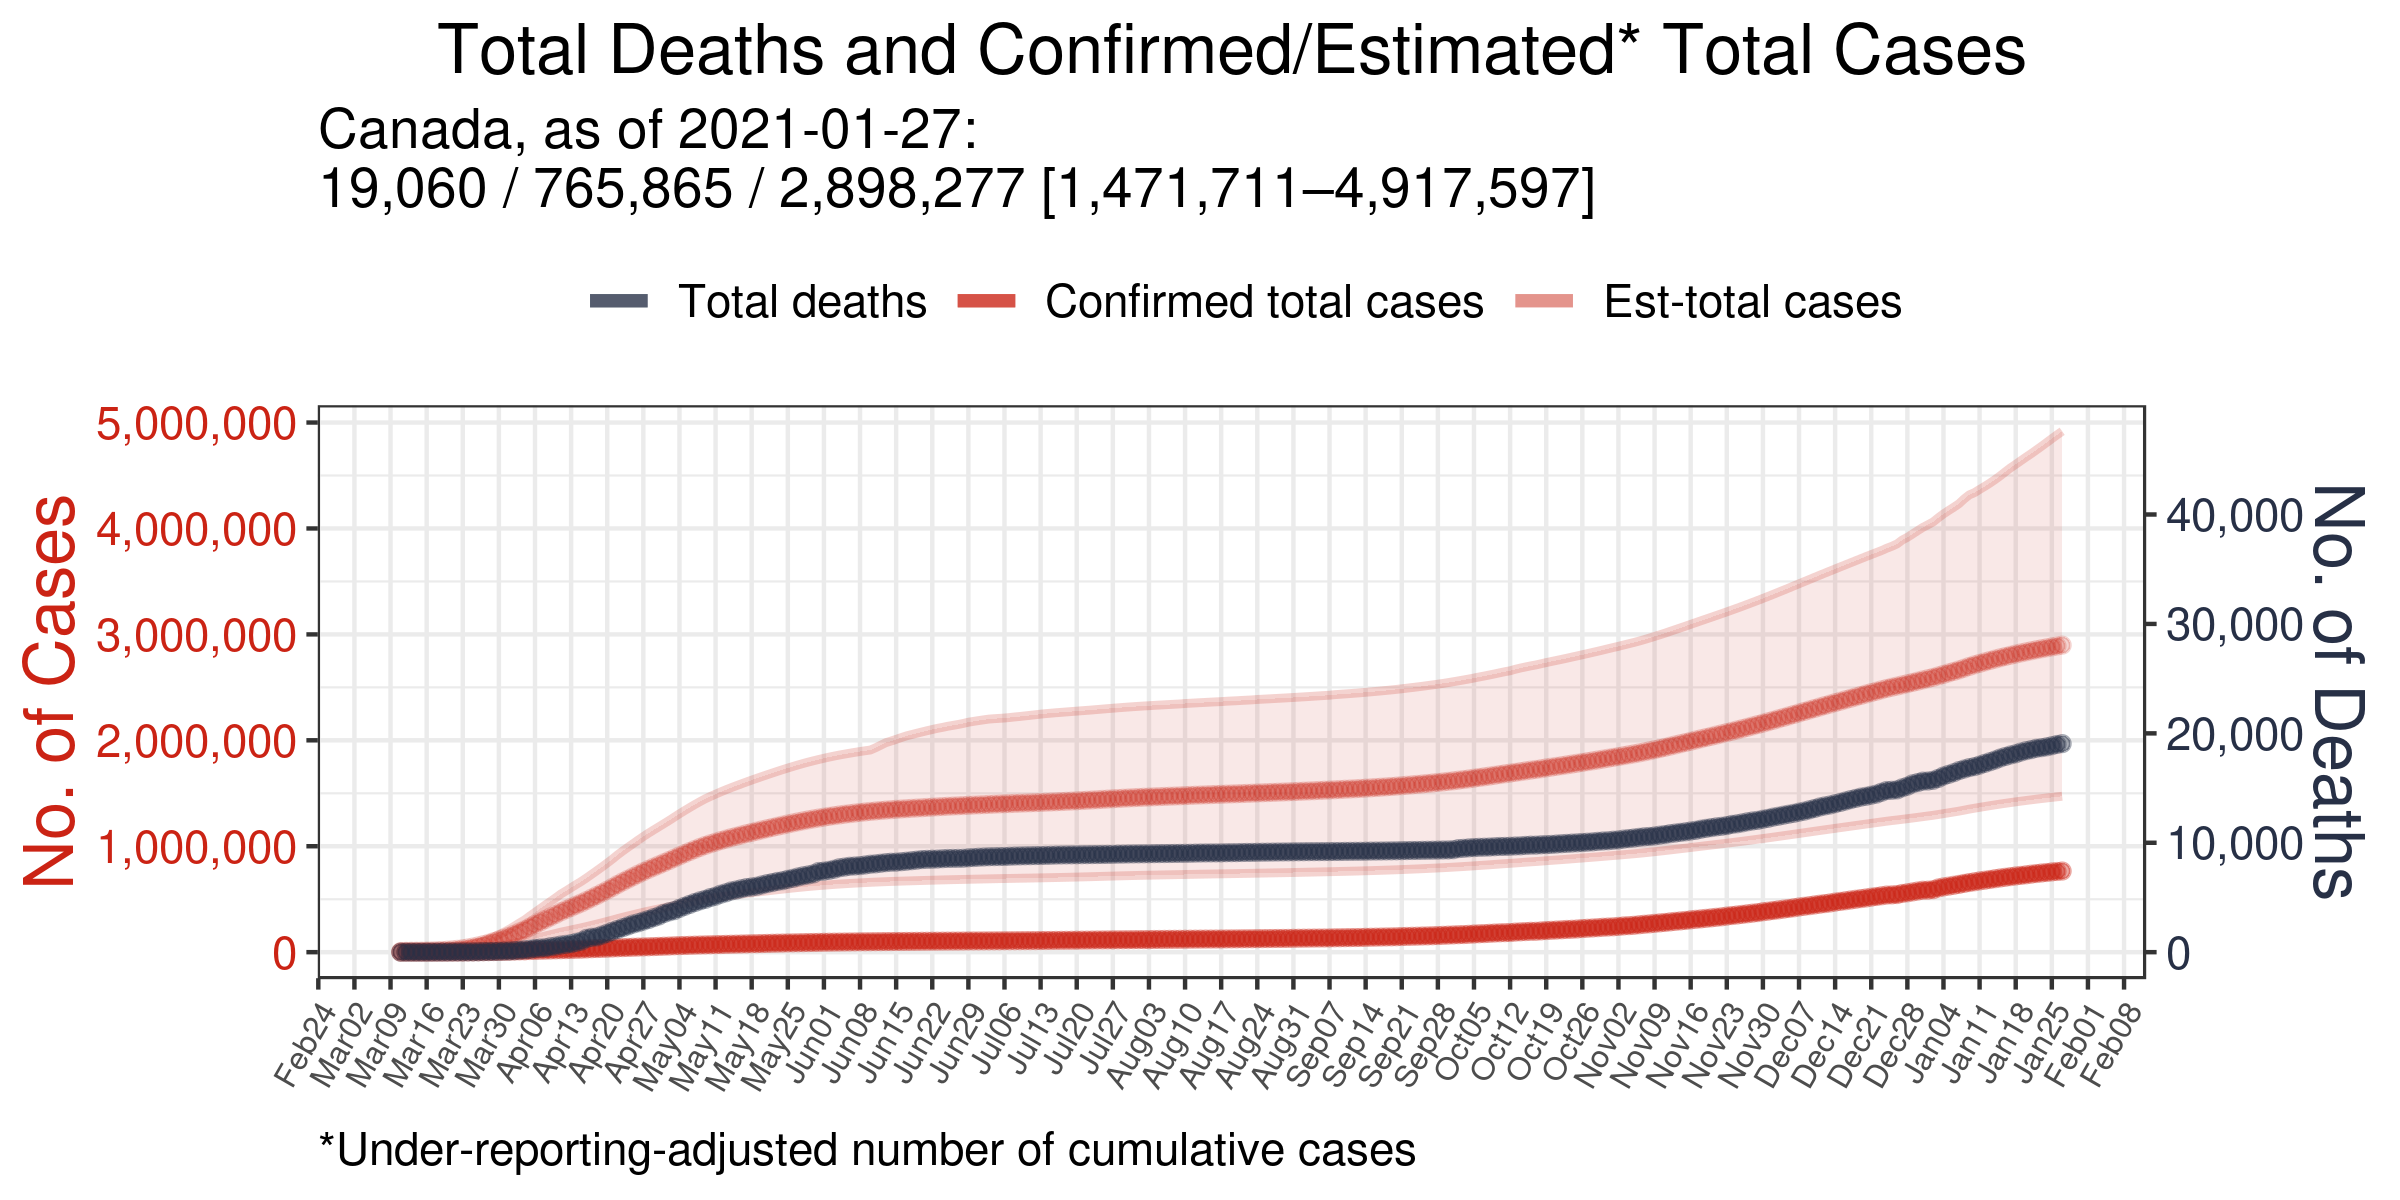 Total Deaths and Confirmed/Estimated* Total Cases
Canada, as of 2021-01-27:
19,060 / 765,865 / 2,898,277 [1,471,711–4,917,597]
Total deaths
Confirmed total cases
Est-total cases
No. of Cases
5,000,000
4,000,000
3,000,000
2,000,000
1,000,000
0
40,000
30,000
20,000
10,000
0
No. of Deaths
Feb24
Mar02
Mar09
Mar16
Mar23
Mar30
Apr06
Apr13
Apr20
Apr27
May04
May11
May18
May25
Jun01
Jun08
Jun15
Jun22
Jun29
Jul06
Jul13
Jul20
Jul27
Aug03
Aug10
Aug17
Aug24
Aug31
Sep07
Sep14
Sep21
Sep28
Oct05
Oct12
Oct19
Oct26
Nov02
Nov09
Nov16
Nov23
Nov30
Dec07
Dec14
Dec21
Dec28
Jan04
Jan11
Jan18
Jan25
Feb01
Feb08
*Under-reporting-adjusted number of cumulative cases